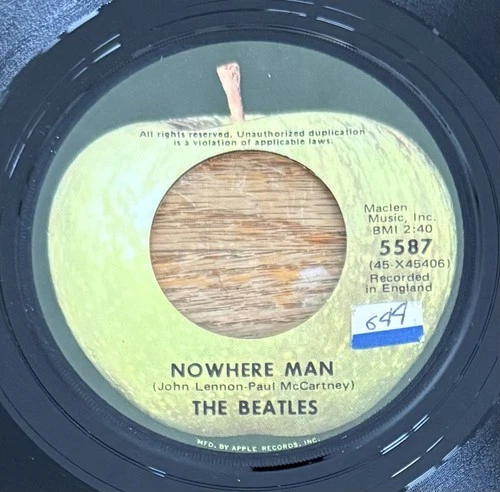 All rights reserved. Unauthorized duplication
is a violation of applicable laws.
Maclen
Music, Inc.
BMI 2:40
5587
(45-X45406)
Recorded
in England
644
NOWHERE MAN
(John Lennon-Paul McCartney)
THE BEATLES
MFD. BY APPLE RECORDS, INC.